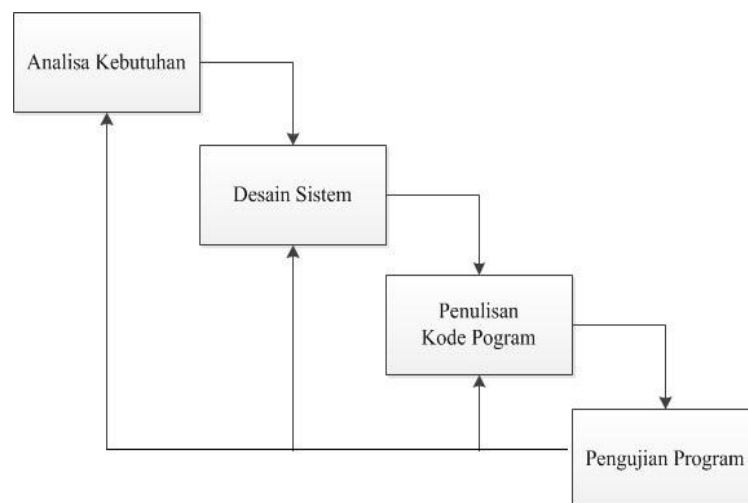 Analisa Kebutuhan
Desain Sistem
Penulisan
Kode Pogram
Pengujian Program